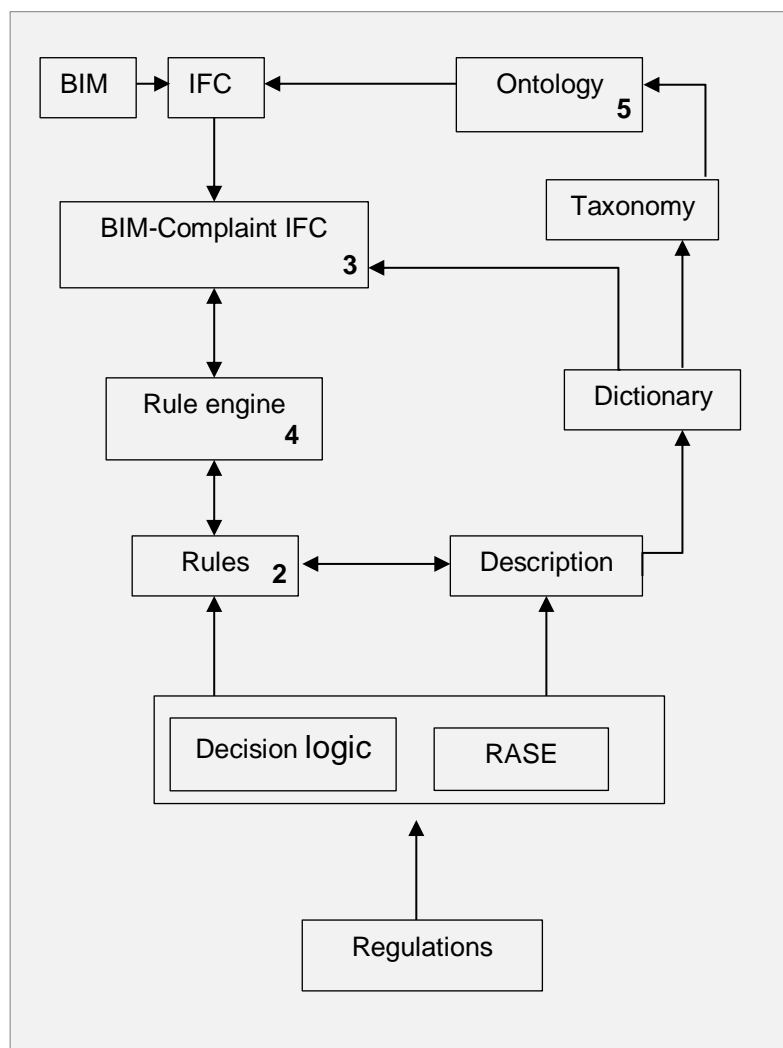 BIM
IFC
Ontology
5
Taxonomy
BIM-Complaint IFC
3
Rule engine
4
Dictionary
Rules 2
Description
Decision logic
RASE
Regulations